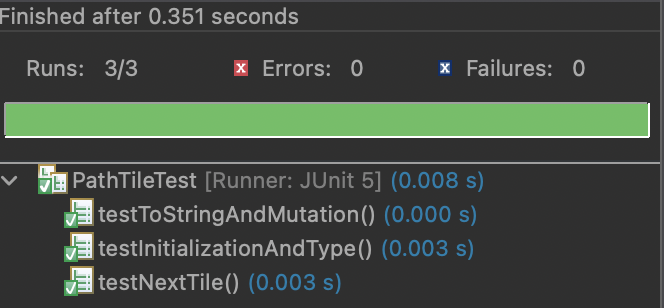 Finished after 0.351 seconds
Runs: 3/3 Errors: 0 Failures: 0
PathTileTest [Runner: JUnit 5] (0.008 s)
testToStringAndMutation() (0.000 s)
testInitializationAndType() (0.003 s)
testNextTile() (0.003 s)